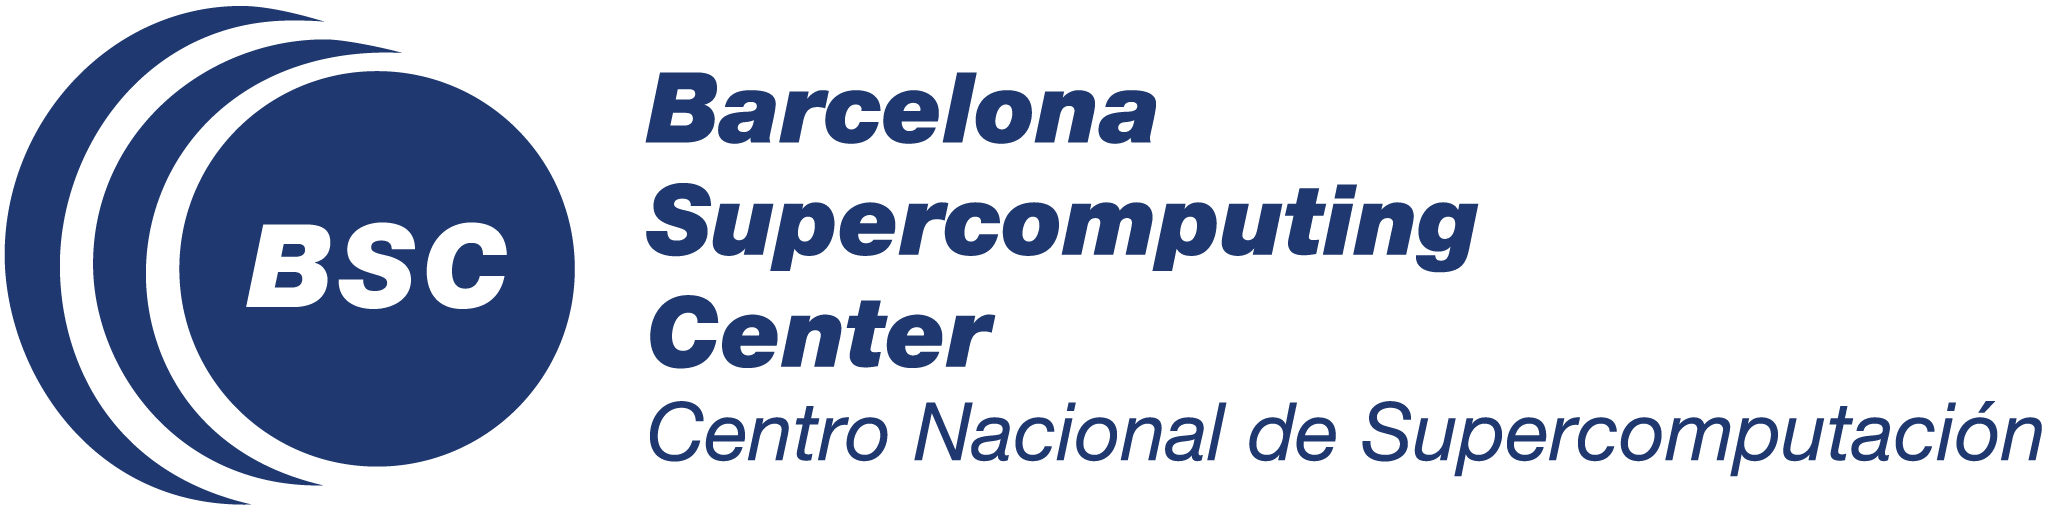 BSC
Barcelona
Supercomputing
Center
Centro Nacional de Supercomputación